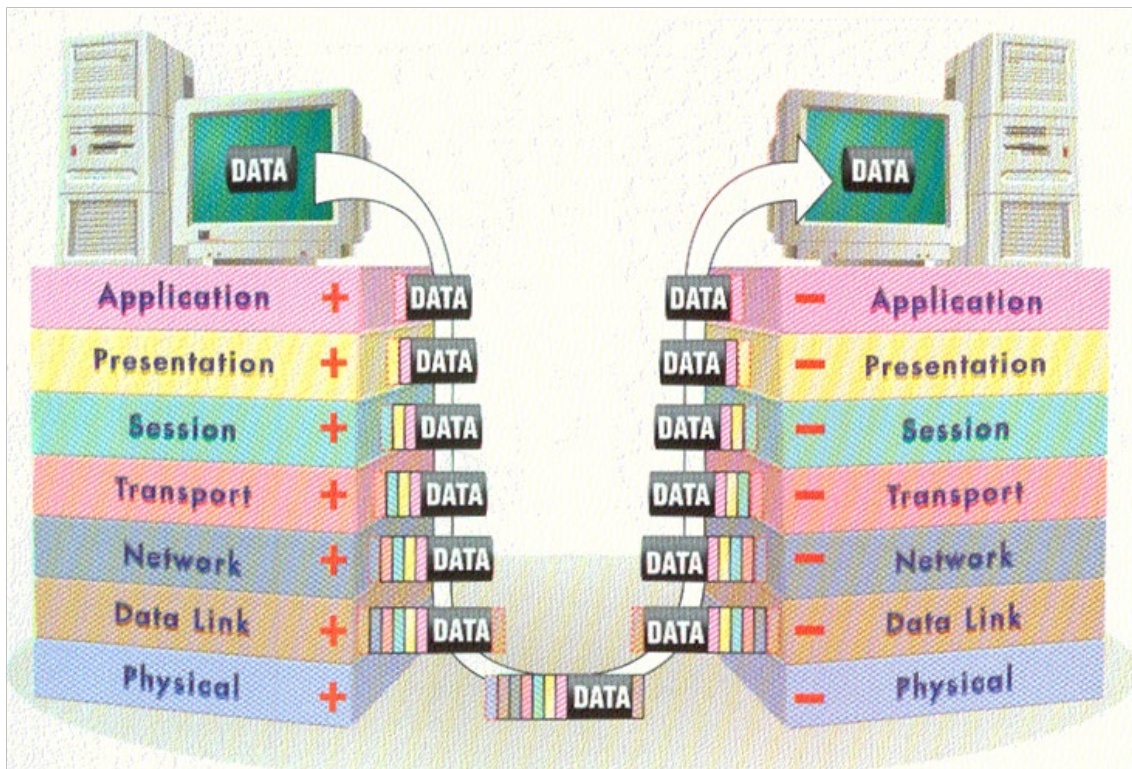 DATA DATA
Application + DATA DATA − Application
Presentation + DATA DATA − Presentation
Session + DATA DATA − Session
Transport + DATA DATA − Transport
Network + DATA DATA − Network
Data Link + DATA DATA − Data Link
Physical + DATA − Physical